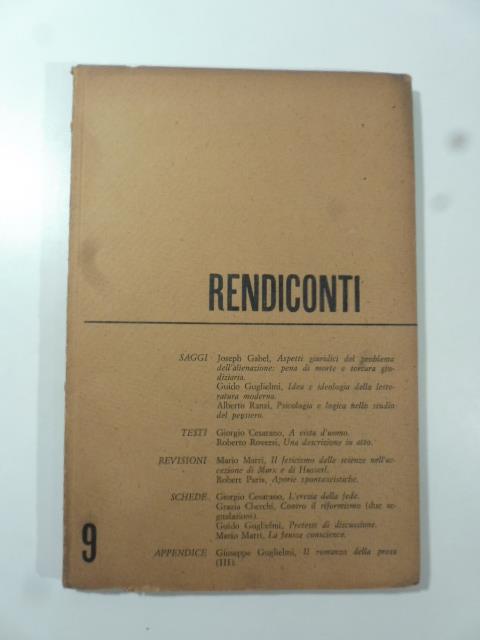 RENDICONTI
SAGGI Joseph Gabel, Aspetti giuridici del problema
dell'alienazione: pena di morte e tortura giu-
diziaria.
Guido Guglielmi, Idea e ideologia della lette-
ratura moderna.
Alberto Ranzi, Psicologia e logica nello studio
del pensiero.
TESTI Giorgio Cesarano, A vista d'uomo.
Roberto Roversi, Una descrizione in atto.
REVISIONI Mario Marri, Il feticismo delle scienze nell'ac-
cezione di Marx e di Husserl.
Robert Paris, Aporie spontaneistiche.
SCHEDE Giorgio Cesarano, L'eresia della fede.
Grazia Cherchi, Contro il riformismo (due se-
gnalazioni).
Guido Guglielmi, Pretesti di discussione.
Mario Marri, La fausse conscience.
9
APPENDICE Giuseppe Guglielmi, Il romanzo della prosa
(III).